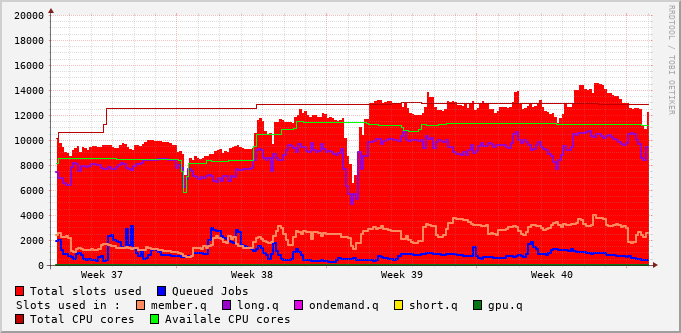 20000
18000
16000
14000
12000
10000
8000
6000
4000
2000
0
Week 37 Week 38 Week 39 Week 40
RRDTOOL / TOBI OETIKER
Total slots used Queued Jobs
Slots used in : member.q long.q ondemand.q short.q gpu.q
Total CPU cores Availale CPU cores